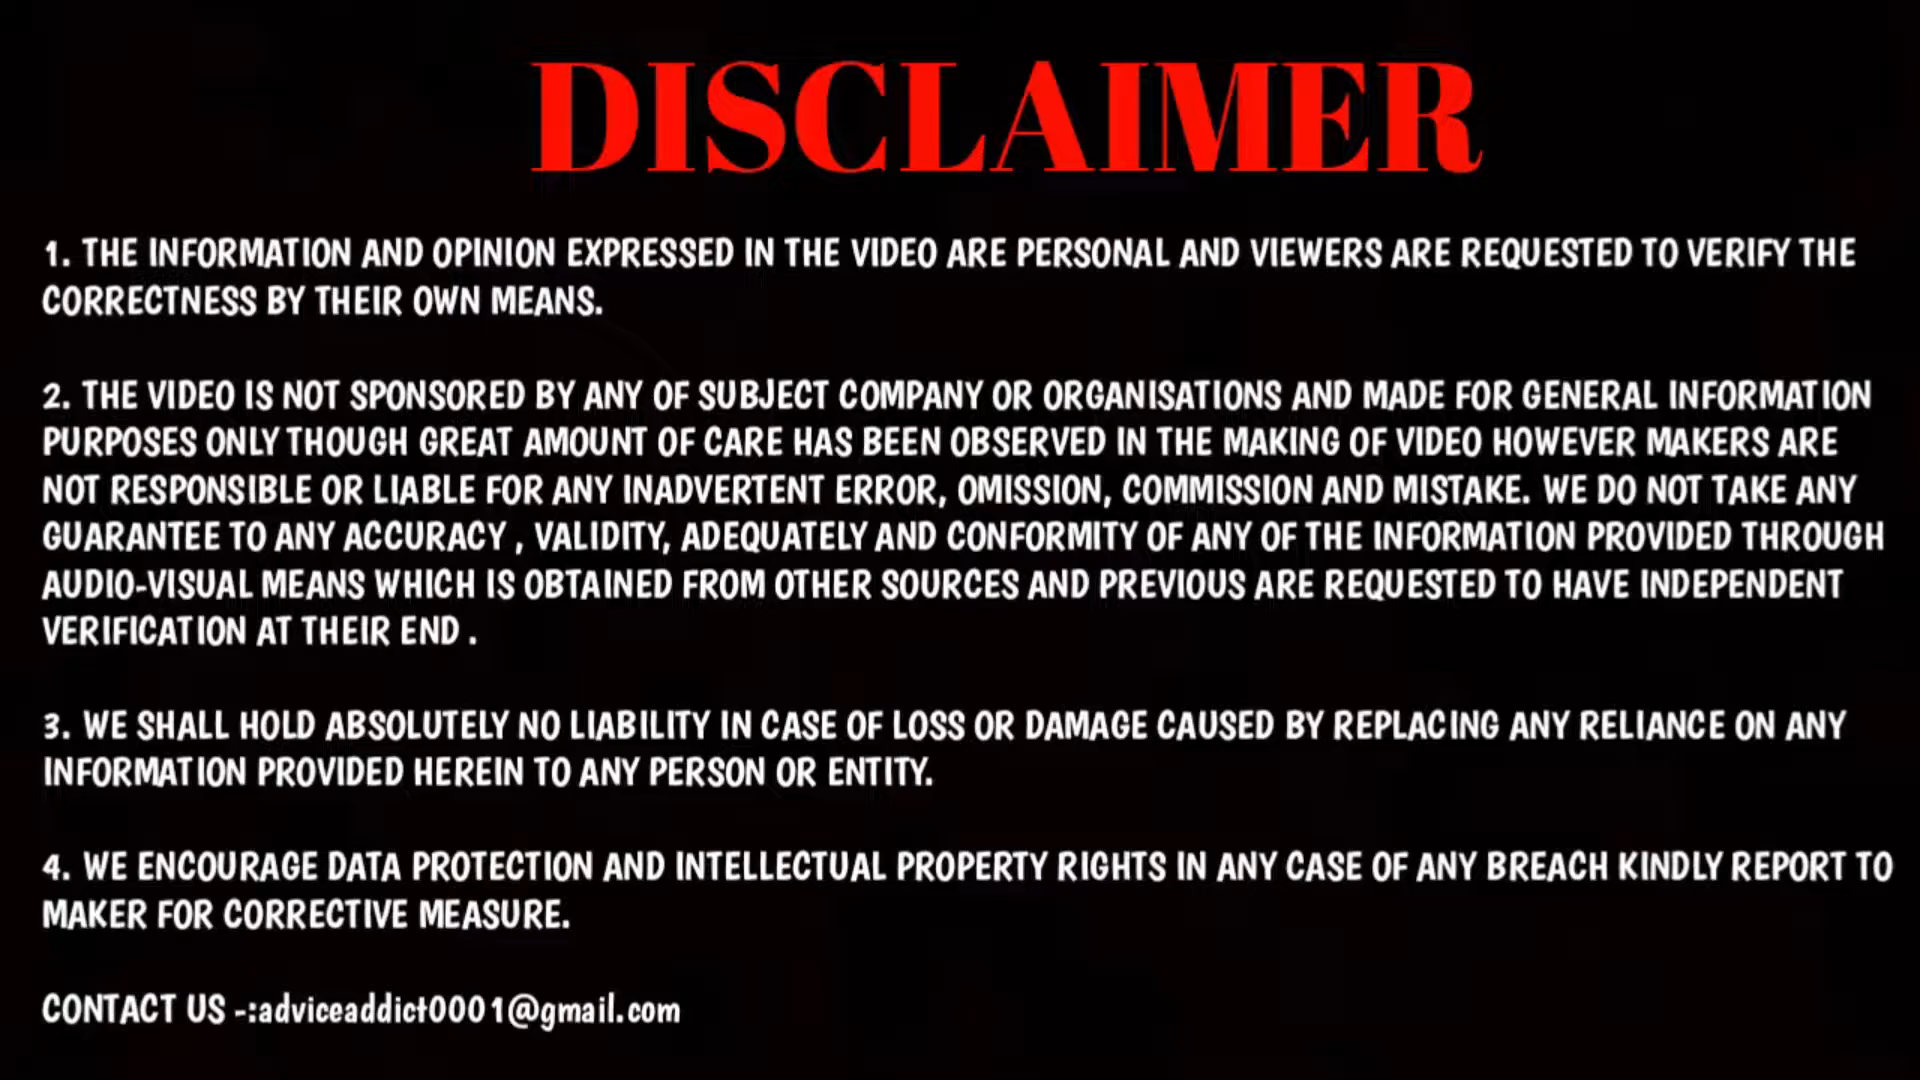 DISCLAIMER
1. THE INFORMATION AND OPINION EXPRESSED IN THE VIDEO ARE PERSONAL AND VIEWERS ARE REQUESTED TO VERIFY THE
CORRECTNESS BY THEIR OWN MEANS.
2. THE VIDEO IS NOT SPONSORED BY ANY OF SUBJECT COMPANY OR ORGANISATIONS AND MADE FOR GENERAL INFORMATION
PURPOSES ONLY THOUGH GREAT AMOUNT OF CARE HAS BEEN OBSERVED IN THE MAKING OF VIDEO HOWEVER MAKERS ARE
NOT RESPONSIBLE OR LIABLE FOR ANY INADVERTENT ERROR, OMISSION, COMMISSION AND MISTAKE. WE DO NOT TAKE ANY
GUARANTEE TO ANY ACCURACY , VALIDITY, ADEQUATELY AND CONFORMITY OF ANY OF THE INFORMATION PROVIDED THROUGH
AUDIO-VISUAL MEANS WHICH IS OBTAINED FROM OTHER SOURCES AND PREVIOUS ARE REQUESTED TO HAVE INDEPENDENT
VERIFICATION AT THEIR END .
3. WE SHALL HOLD ABSOLUTELY NO LIABILITY IN CASE OF LOSS OR DAMAGE CAUSED BY REPLACING ANY RELIANCE ON ANY
INFORMATION PROVIDED HEREIN TO ANY PERSON OR ENTITY.
4. WE ENCOURAGE DATA PROTECTION AND INTELLECTUAL PROPERTY RIGHTS IN ANY CASE OF ANY BREACH KINDLY REPORT TO
MAKER FOR CORRECTIVE MEASURE.
CONTACT US -:adviceaddict0001@gmail.com